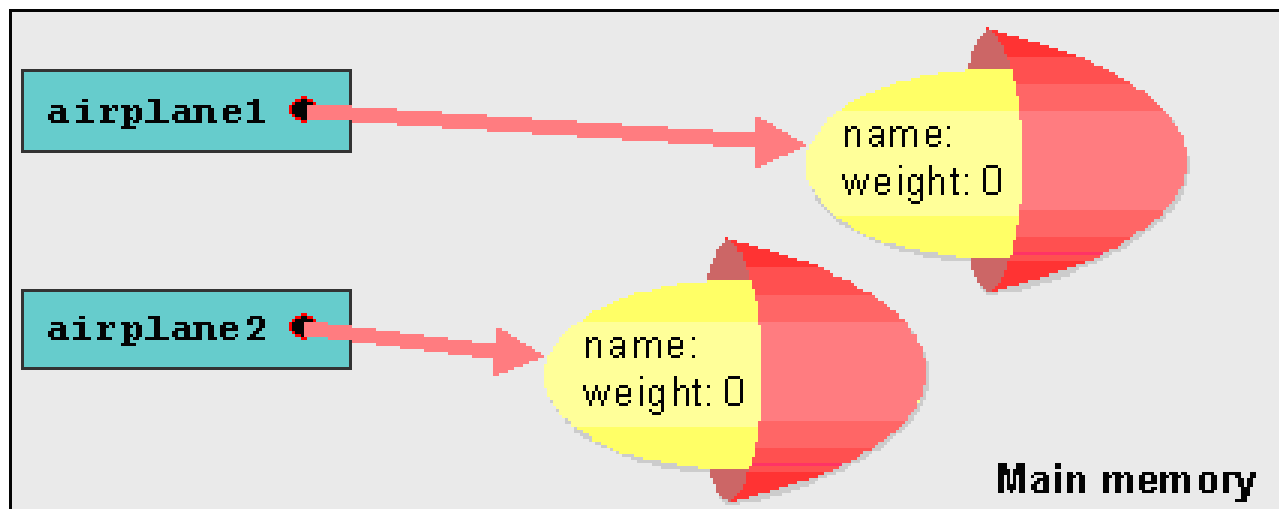 airplane1
name:
weight: 0
airplane2
name:
weight: 0
Main memory